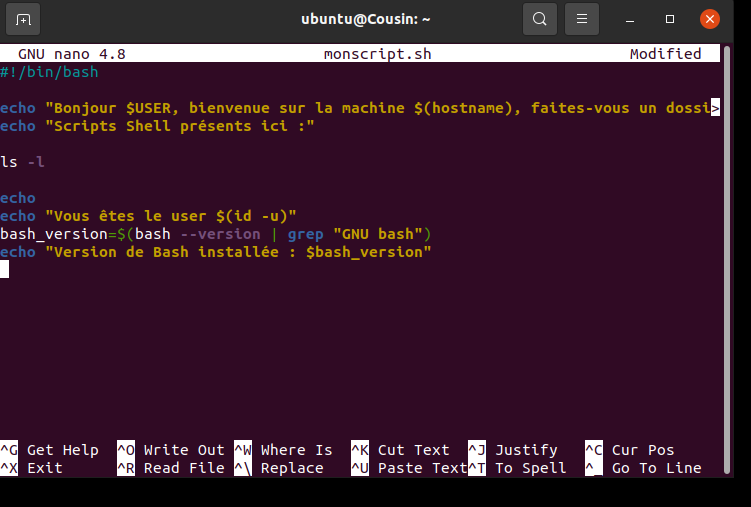 ubuntu@Cousin: ~
GNU nano 4.8 monscript.sh Modified
#!/bin/bash
echo "Bonjour $USER, bienvenue sur la machine $(hostname), faites-vous un dossi>
echo "Scripts Shell présents ici :"
ls -l
echo
echo "Vous êtes le user $(id -u)"
bash_version=$(bash --version | grep "GNU bash")
echo "Version de Bash installée : $bash_version"
^G Get Help ^O Write Out ^W Where Is ^K Cut Text ^J Justify ^C Cur Pos
^X Exit ^R Read File ^\ Replace ^U Paste Text ^T To Spell ^_ Go To Line